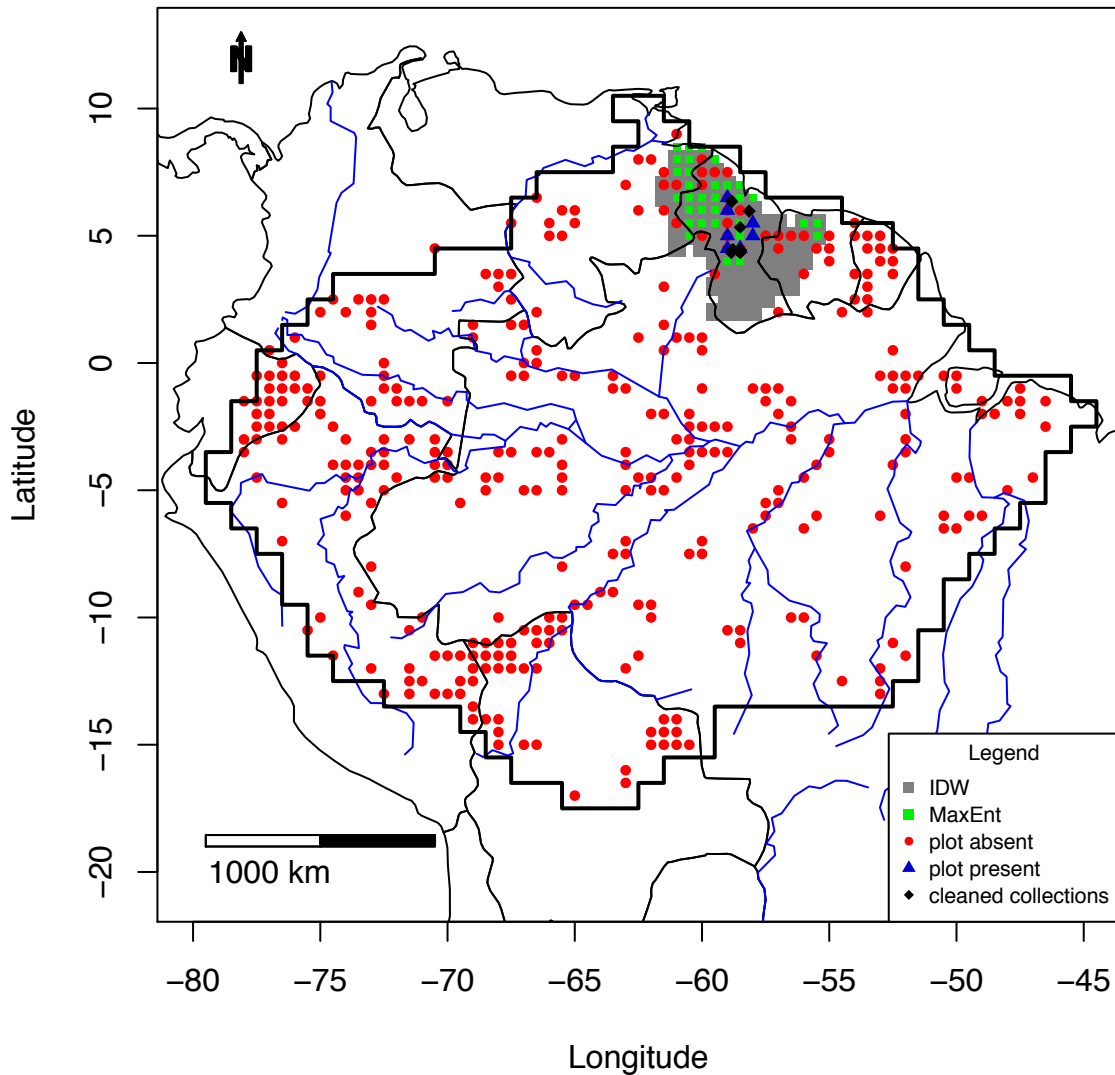 N
Latitude
10
5
0
−5
−10
−15
−20
1000 km
Legend
IDW
MaxEnt
plot absent
plot present
cleaned collections
−80 −75 −70 −65 −60 −55 −50 −45
Longitude